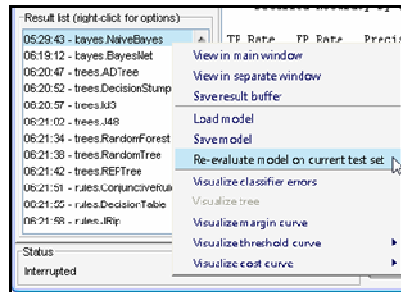 Result list (right-click for options)
05:29:43 - bayes.NaiveBayes
06:19:12 - bayes.BayesNet
06:20:47 - trees.ADTree
06:20:52 - trees.DecisionStump
06:20:57 - trees.Id3
06:21:02 - trees.J48
06:21:34 - trees.RandomForest
06:21:38 - trees.RandomTree
06:21:42 - trees.REPTree
06:21:51 - rules.ConjunctiveRule
06:21:55 - rules.DecisionTable
06:21:58 - rules.JRip
TP Rate FP Rate Precis
View in main window
View in separate window
Save result buffer
Load model
Save model
Re-evaluate model on current test set
Visualize classifier errors
Visualize tree
Visualize margin curve
Visualize threshold curve
Visualize cost curve
Status
Interrupted